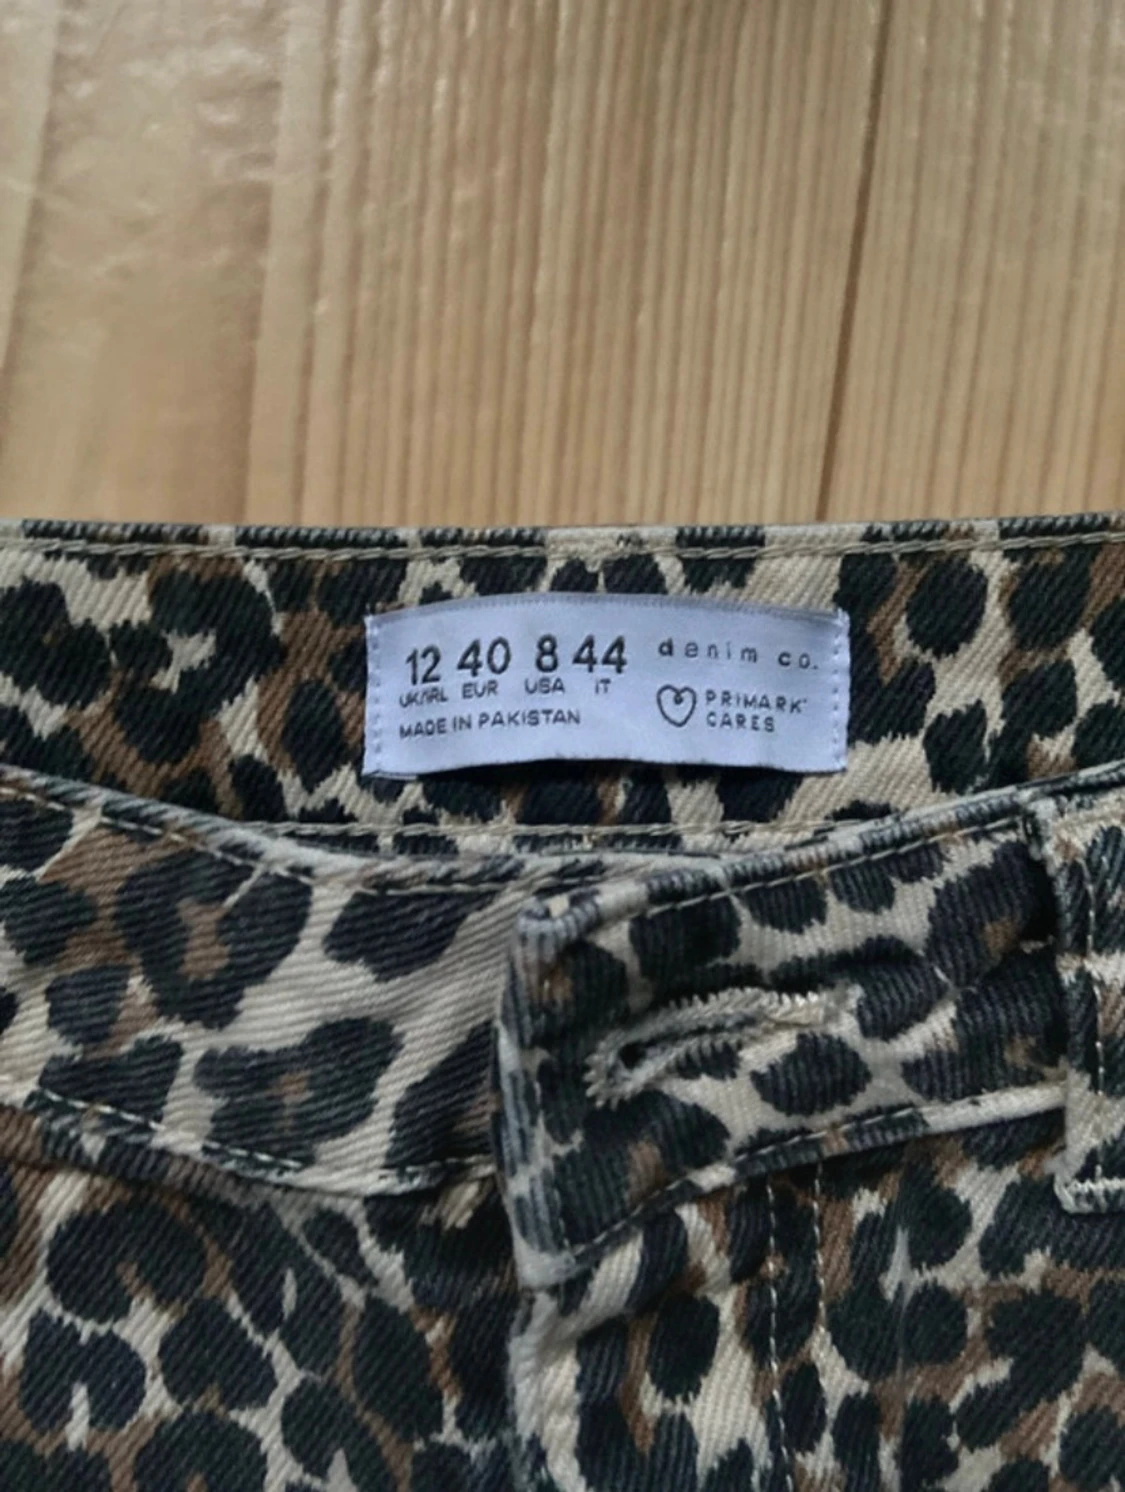 12 40 8 44
UK/IRL EUR USA IT
MADE IN PAKISTAN
denim co.
PRIMARK
CARES